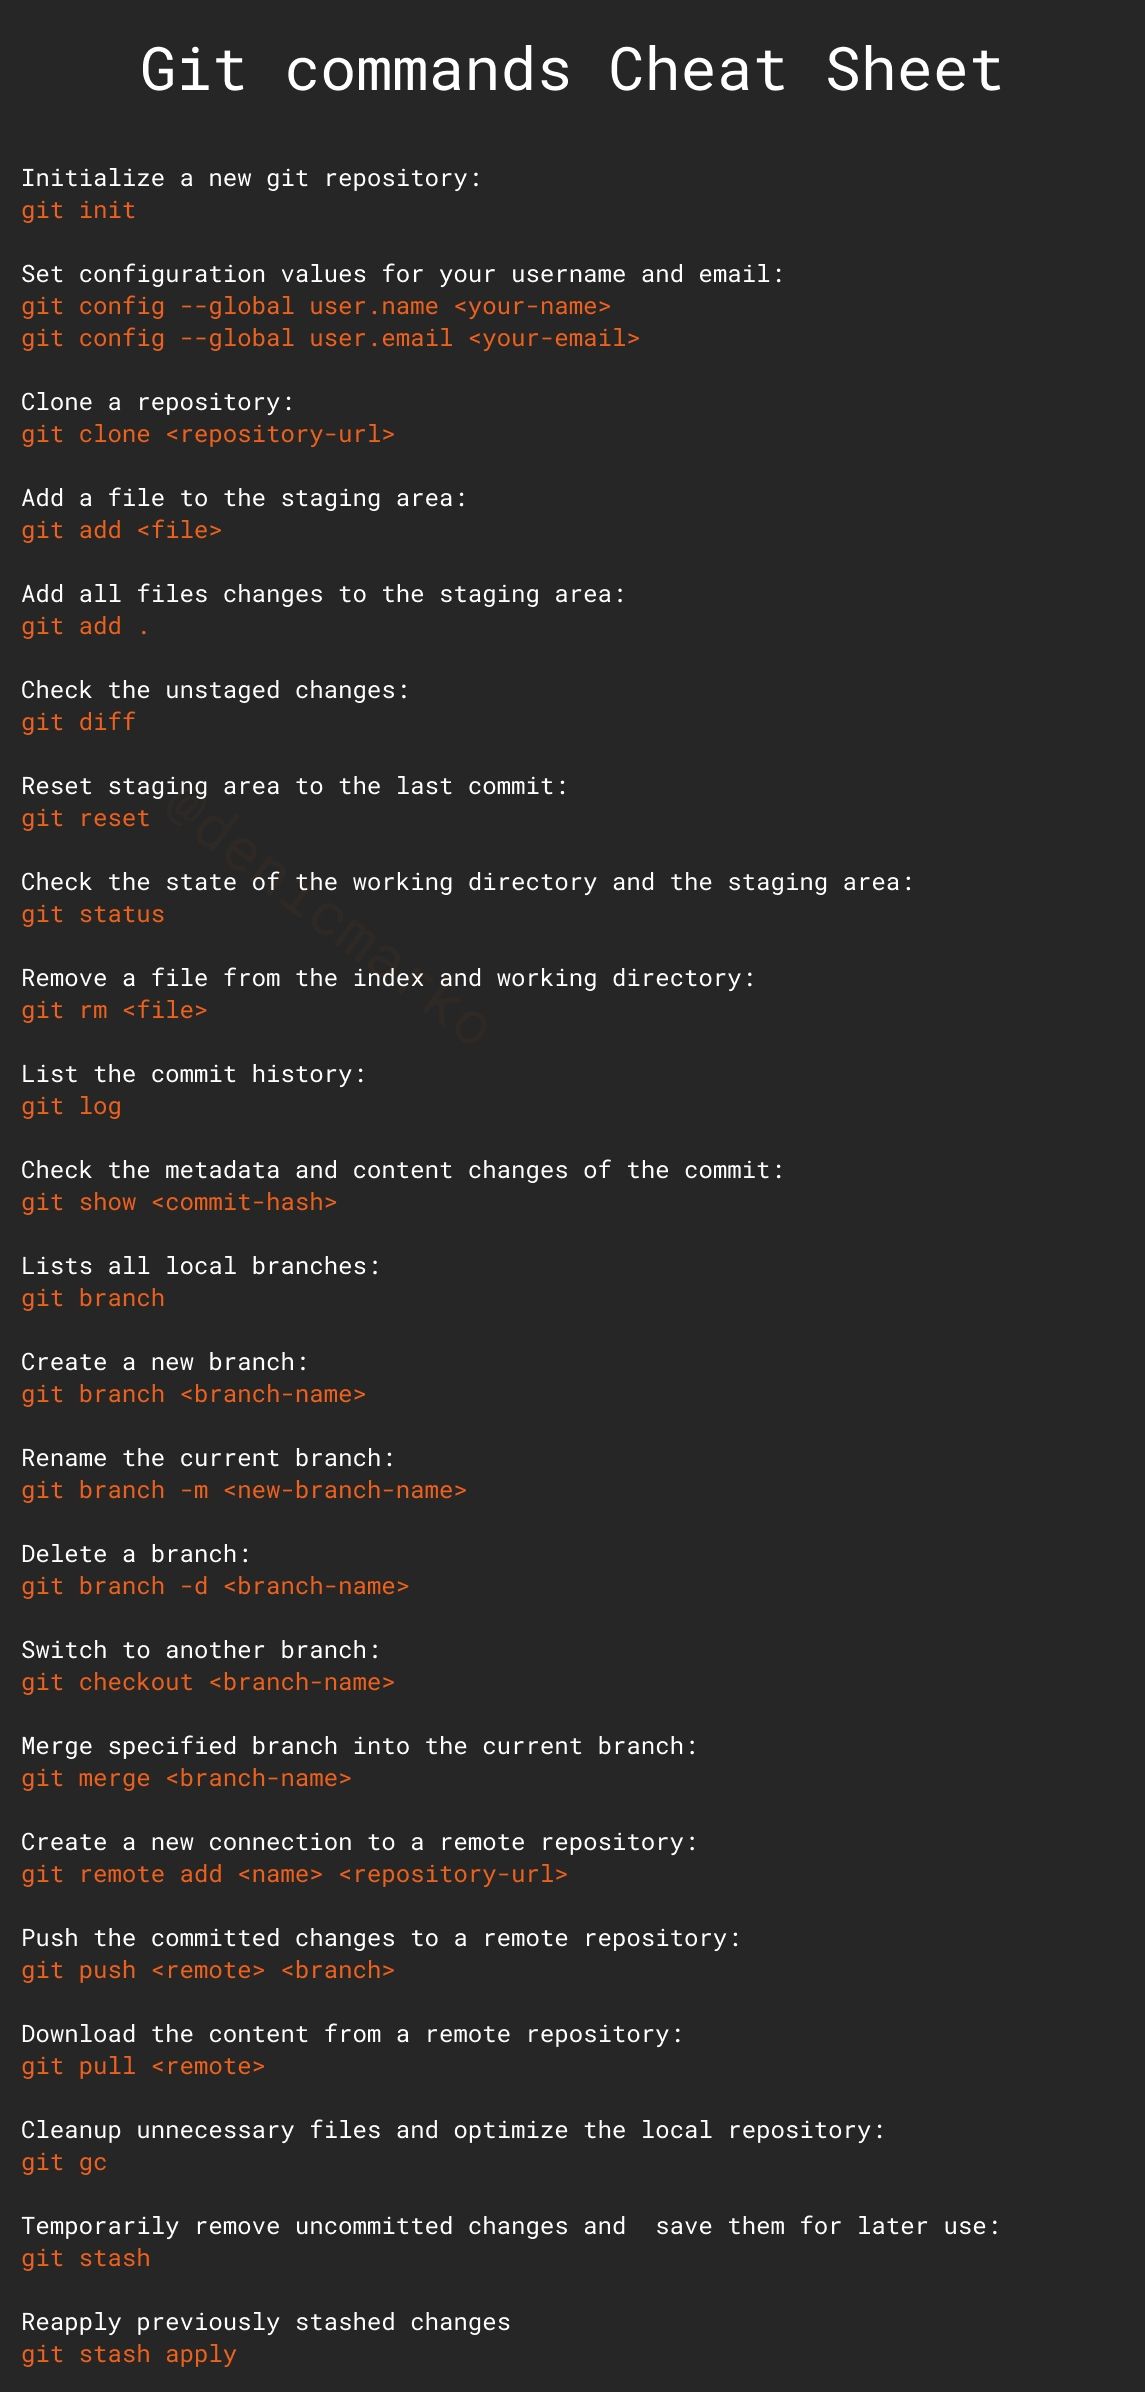 Git commands Cheat Sheet
Initialize a new git repository:
git init
Set configuration values for your username and email:
git config --global user.name <your-name>
git config --global user.email <your-email>
Clone a repository:
git clone <repository-url>
Add a file to the staging area:
git add <file>
Add all files changes to the staging area:
git add .
Check the unstaged changes:
git diff
Reset staging area to the last commit:
git reset
@denicmarko
Check the state of the working directory and the staging area:
git status
Remove a file from the index and working directory:
git rm <file>
List the commit history:
git log
Check the metadata and content changes of the commit:
git show <commit-hash>
Lists all local branches:
git branch
Create a new branch:
git branch <branch-name>
Rename the current branch:
git branch -m <new-branch-name>
Delete a branch:
git branch -d <branch-name>
Switch to another branch:
git checkout <branch-name>
Merge specified branch into the current branch:
git merge <branch-name>
Create a new connection to a remote repository:
git remote add <name> <repository-url>
Push the committed changes to a remote repository:
git push <remote> <branch>
Download the content from a remote repository:
git pull <remote>
Cleanup unnecessary files and optimize the local repository:
git gc
Temporarily remove uncommitted changes and  save them for later use:
git stash
Reapply previously stashed changes
git stash apply